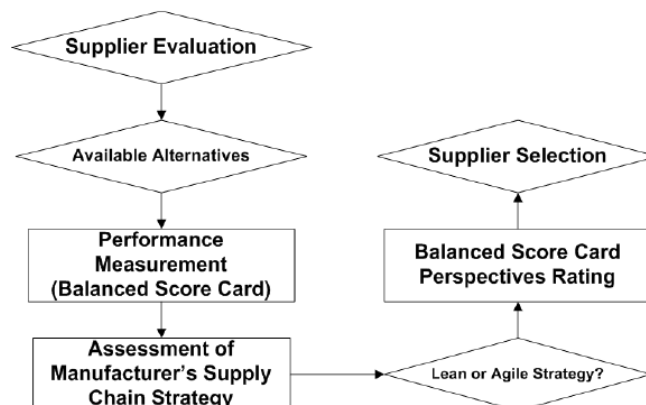 Supplier Evaluation
Available Alternatives
Performance
Measurement
(Balanced Score Card)
Assessment of
Manufacturer's Supply
Chain Strategy
Lean or Agile Strategy?
Balanced Score Card
Perspectives Rating
Supplier Selection